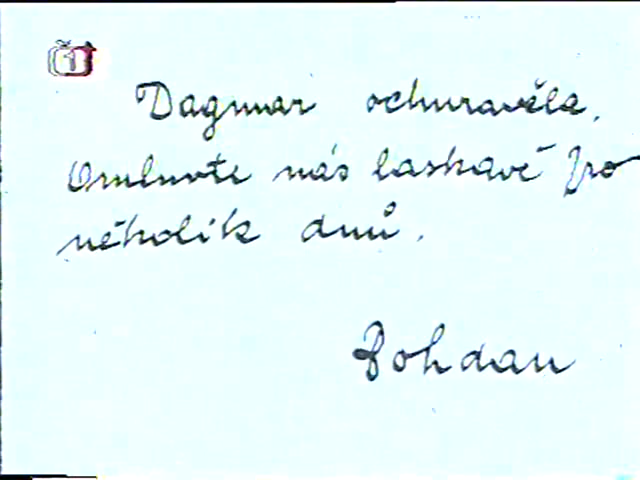 Dagmar ochuravěla.
Omluvte nás laskavě pro
několik dnů.
Bohdan